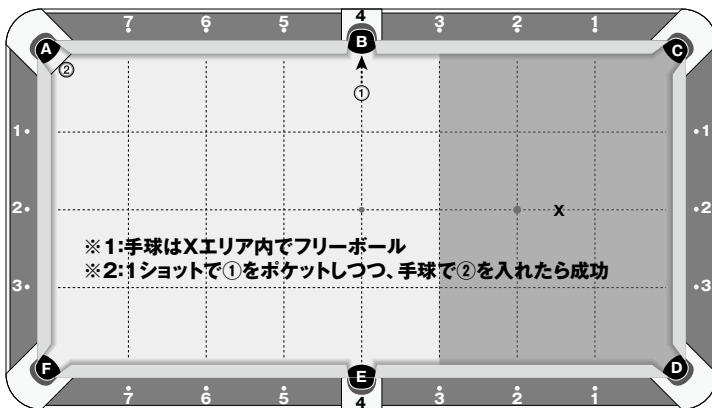 7 6 5 4 3 2 1
A B C
②
①
1 1
2 X 2
※1:手球はXエリア内でフリーボール
※2:1ショットで①をポケットしつつ、手球で②を入れたら成功
3 3
F E D
7 6 5 4 3 2 1